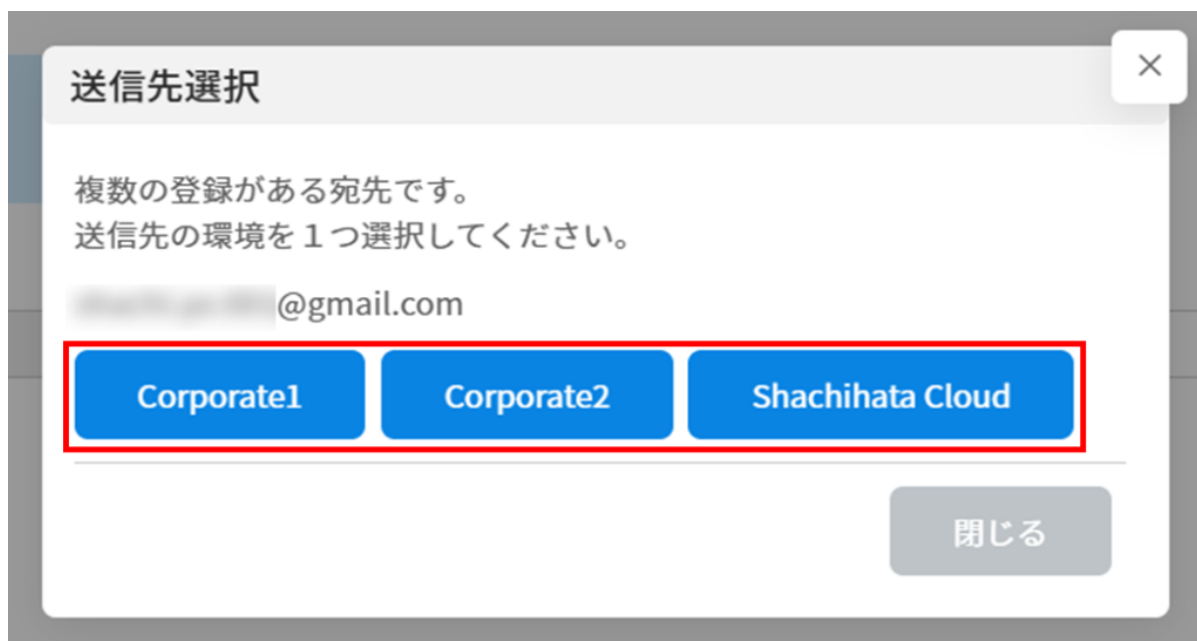 送信先選択
複数の登録がある宛先です。
送信先の環境を１つ選択してください。
@gmail.com
Corporate1 Corporate2 Shachihata Cloud
閉じる